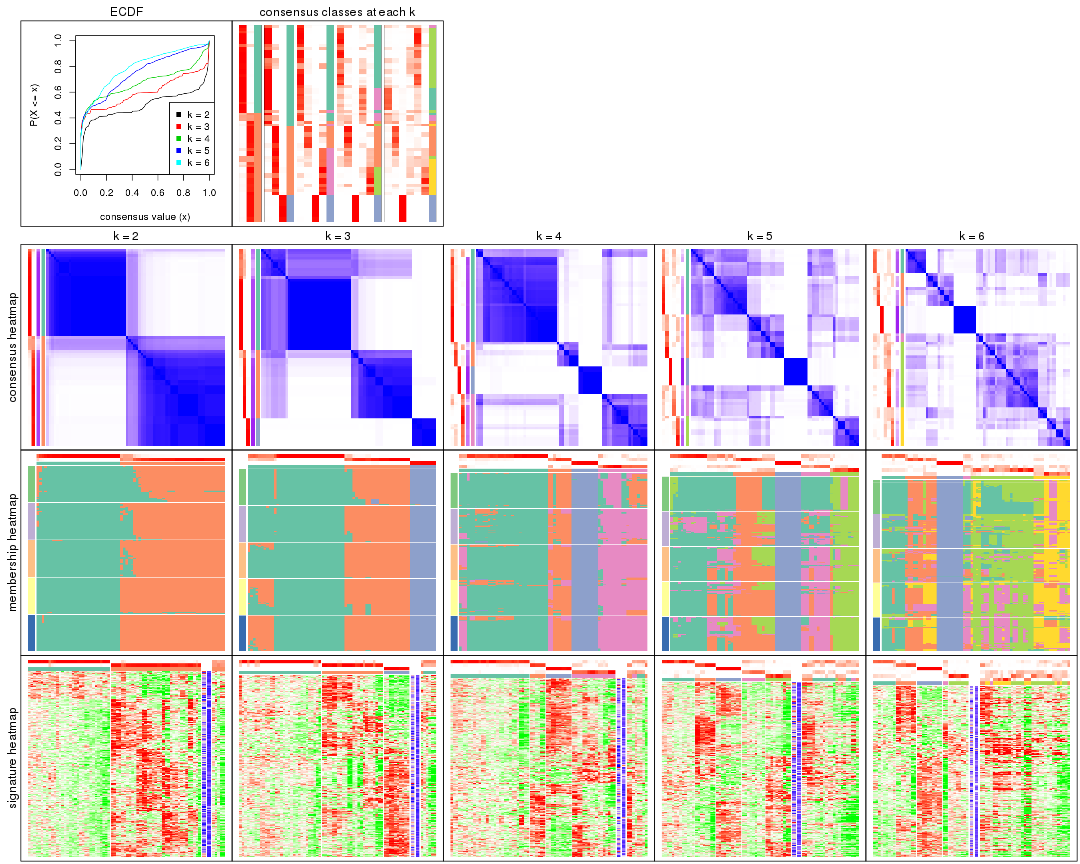 ECDF
consensus classes at each k
P(X <= x)
0.0 0.2 0.4 0.6 0.8 1.0
k = 2
k = 3
k = 4
k = 5
k = 6
0.0 0.2 0.4 0.6 0.8 1.0
consensus value (x)
k = 2 k = 3 k = 4 k = 5 k = 6
consensus heatmap
membership heatmap
signature heatmap